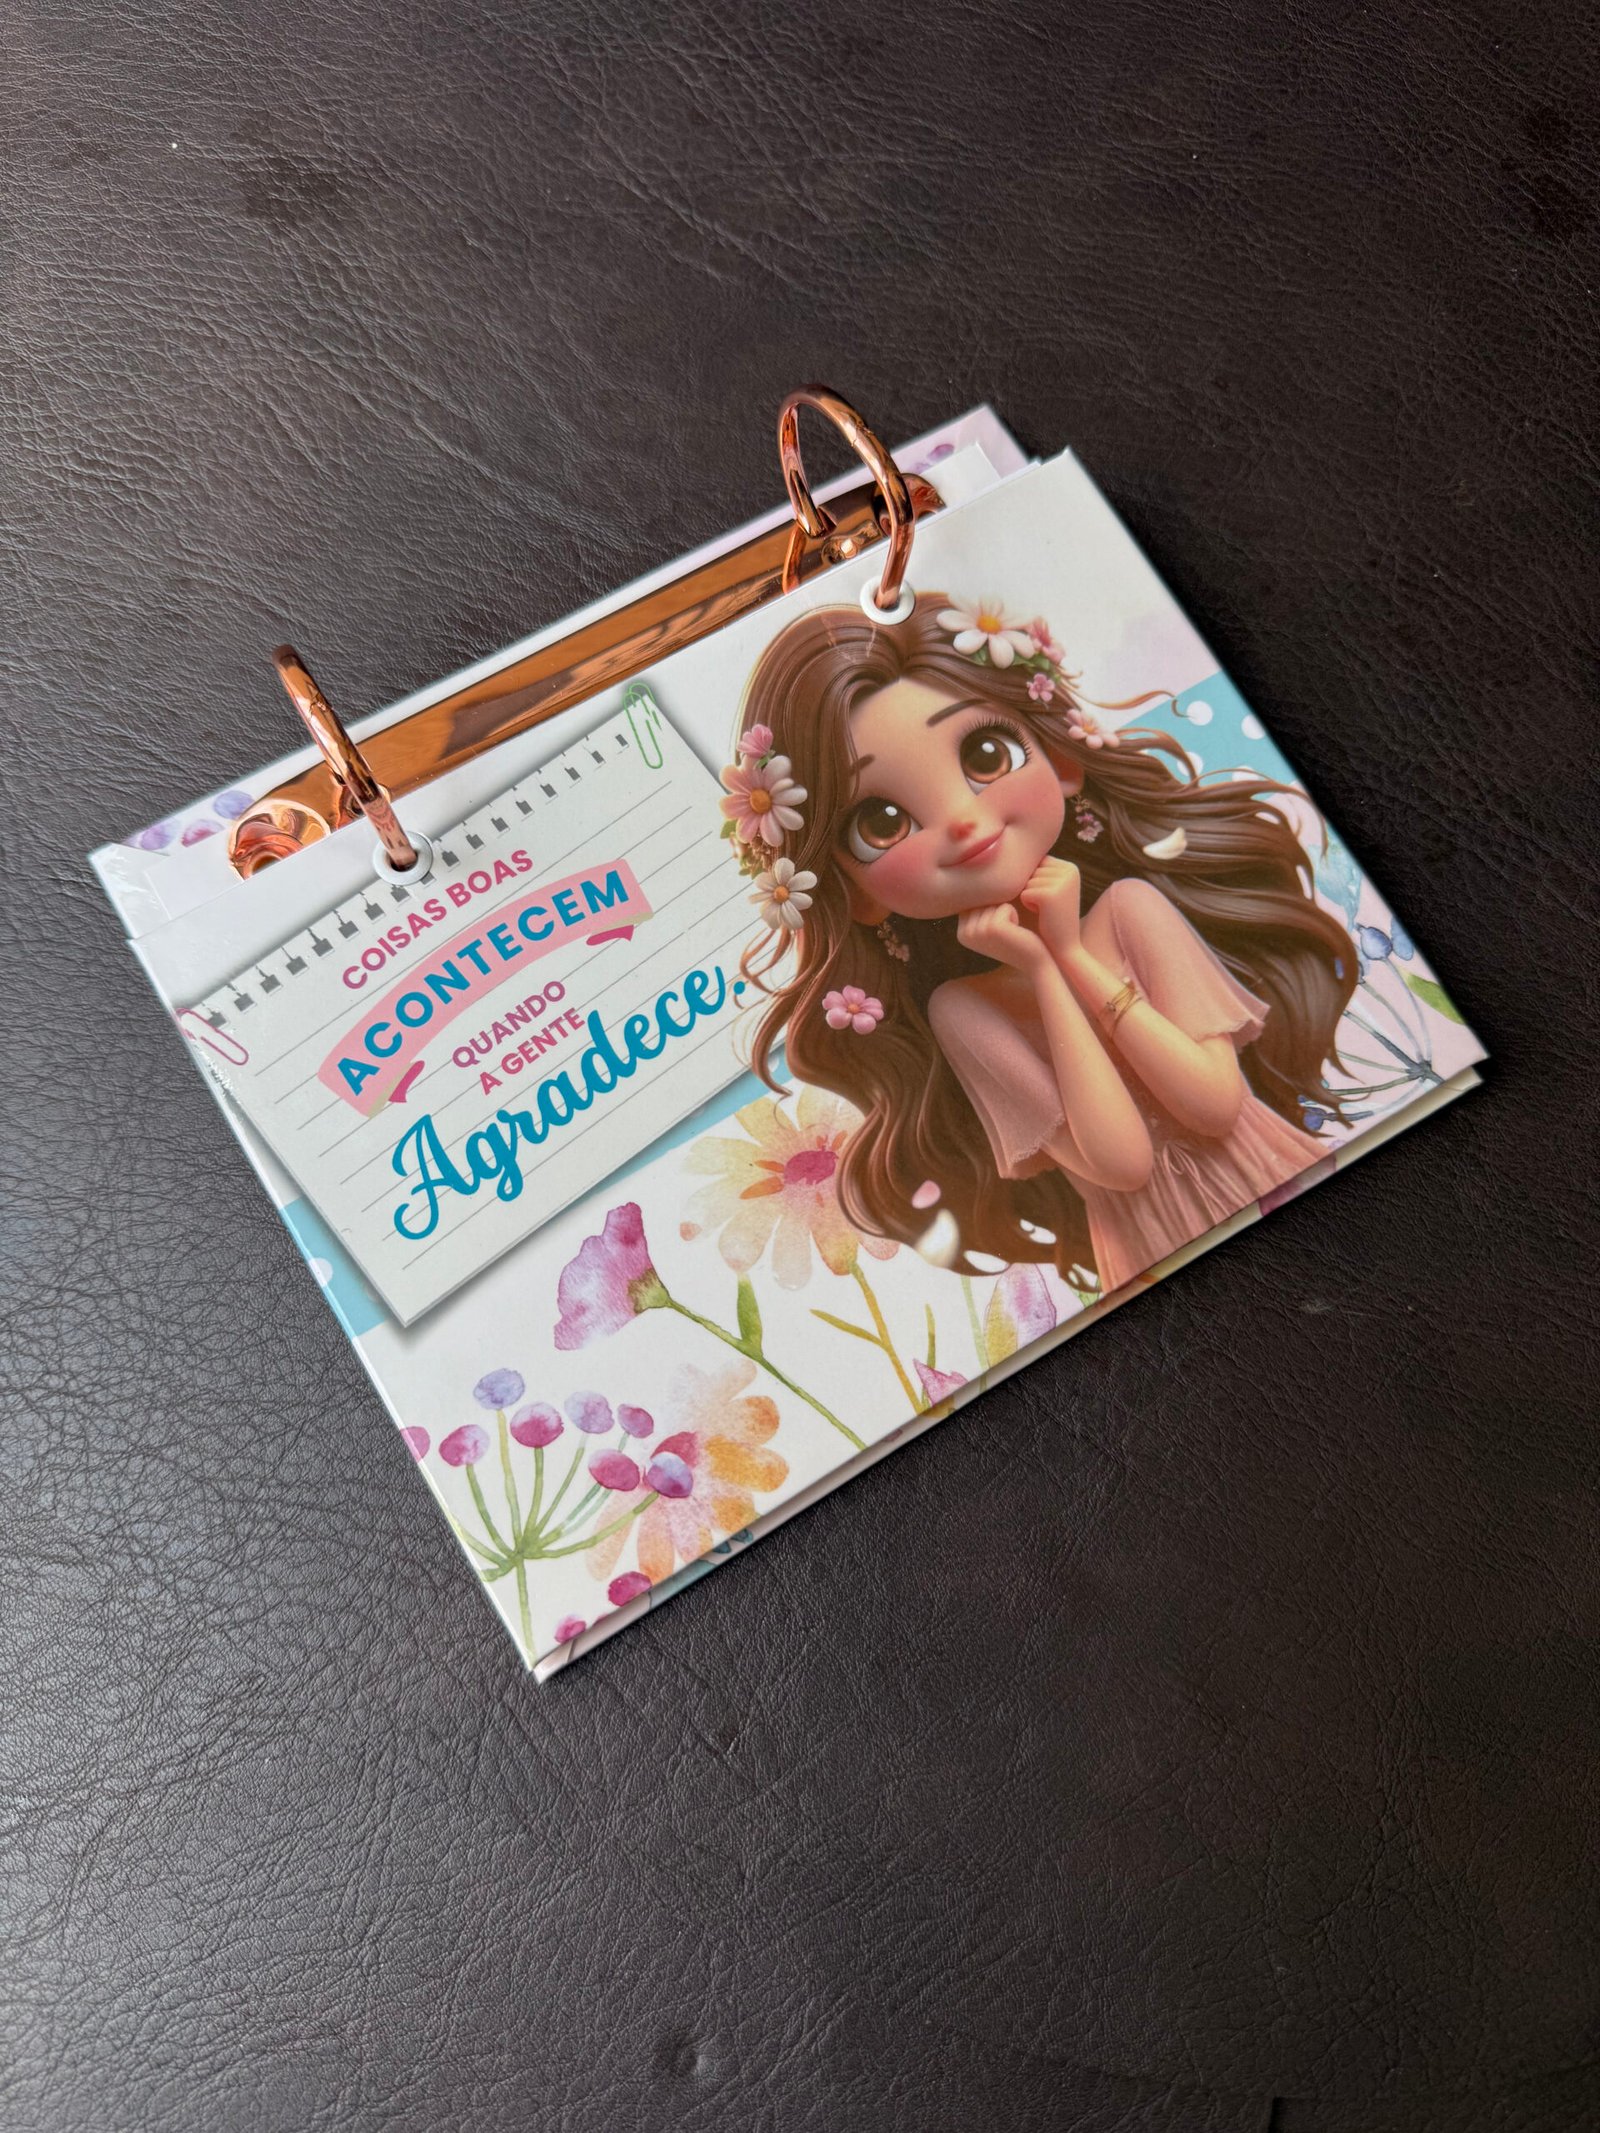 COISAS BOAS
ACONTECEM
QUANDO
A GENTE
Agradece.